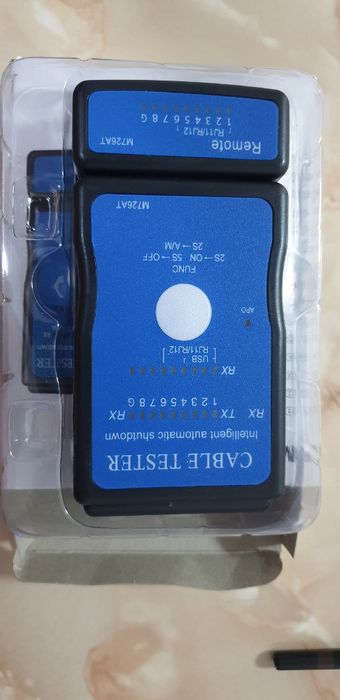 CABLE TESTER
Intelligent automatic shutdown
RX TX RX
1 2 3 4 5 6 7 8 G
RX
USB
RJ11/RJ12
APO
FUNC
2S→ON 5S→OFF
2S→A/M
M726AT
Remote
RJ11/RJ12
1 2 3 4 5 6 7 8 G
M726AT